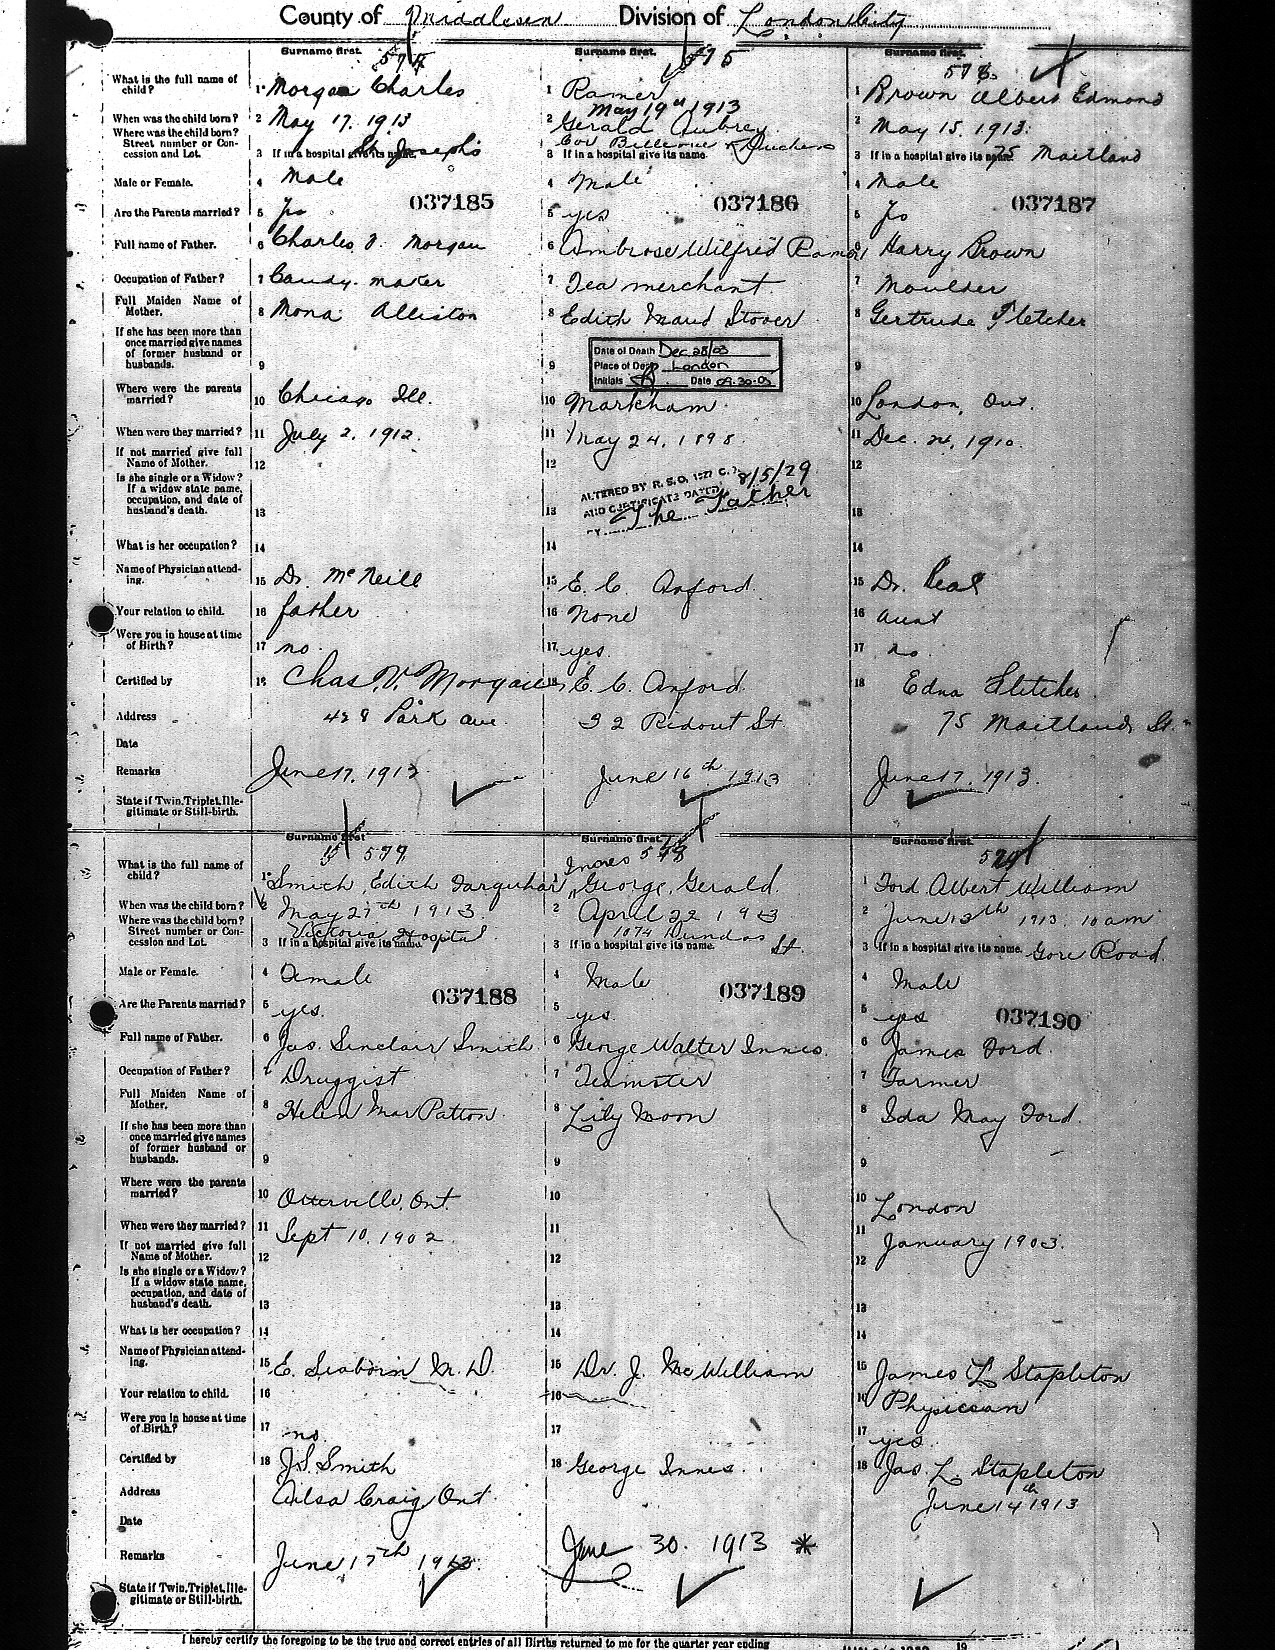 County of Middlesex Division of London City
Surname first. Surname first. Surname first.
575
What is the full name of child?
1 Morgan Charles
1 Ramer
1 Brown Albert Edmond
When was the child born?
2 May 17. 1913
May 19th 1913
2 Gerald Aubrey
2 May 15. 1913.
Where was the child born? Street number or Concession and Lot.
3 If in a hospital give its name. St. Joseph's
Cor Bellevue & Duchess
3 If in a hospital give its name.
3 If in a hospital give its name. 75 Maitland
Male or Female.
4 Male
4 Male
4 Male
037185 037186 037187
Are the Parents married?
5
5 yes
5
Full name of Father.
6 Charles V. Morgan
6 Ambrose Wilfrid Ramer
6 Harry Brown
Occupation of Father?
7 Candy. maker
7 Tea merchant.
7 Moulder
Full Maiden Name of Mother.
8 Mona Alliston
8 Edith Maud Stover
8 Gertrude Fletcher
If she has been more than once married give names of former husband or husbands.
9
9
9
Date of Death Dec 28/03
Place of Death London
Initials Date 09-30-05
Where were the parents married?
10 Chicago Ill.
10 Markham
10 London, Ont.
When were they married?
11 July 2. 1912.
11 May 24. 1898.
11 Dec. 24, 1910.
If not married give full Name of Mother.
12
12
12
Is she single or a Widow? If a widow state name, occupation, and date of husband's death.
13
13
13
ALTERED BY R. S. O. 1927 C.
AND CERTIFICATE DATED 8/5/29
BY The Father
What is her occupation?
14
14
14
Name of Physician attending.
15 Dr. McNeill
15 E. C. Axford.
15 Dr. Beal
Your relation to child.
16 father
16 None
16 aunt
Were you in house at time of Birth?
17 no.
17 yes.
17 no.
Certified by
18 Chas. V. Morgan
18 E. C. Axford.
18 Edna Fletcher.
Address
428 Park ave.
32 Ridout St
75 Maitland St.
Date
Remarks
June 17. 1913
June 16th 1913
June 17. 1913.
State if Twin, Triplet, Illegitimate or Still-birth.
Surname first Surname first. Surname first.
579
What is the full name of child?
1 Smith, Edith Farquhar
Innes
1 George Gerald.
1 Ford Albert William
When was the child born?
2 May 27th 1913.
2 April 22 1913
2 June 13th 1913 10 am
Where was the child born? Street number or Concession and Lot.
Victoria Hospital
3 If in a hospital give its name.
1074 Dundas St.
3 If in a hospital give its name.
3 If in a hospital give its name. Gore Road.
Male or Female.
4 Female
4 Male
4 Male
037188 037189 037190
Are the Parents married?
5 yes.
5 yes.
5 yes
Full name of Father.
6 Jas. Sinclair Smith
6 George Walter Innes.
6 James Ford.
Occupation of Father?
7 Druggist
7 Teamster
7 Farmer
Full Maiden Name of Mother.
8 Helen Mar Patton.
8 Lily Moon
8 Ida May Ford.
If she has been more than once married give names of former husband or husbands.
9
9
9
Where were the parents married?
10 Otterville, Ont.
10
10 London
When were they married?
11 Sept 10. 1902.
11
11 January 1903.
If not married give full Name of Mother.
12
12
12
Is she single or a Widow? If a widow state name, occupation, and date of husband's death.
13
13
13
What is her occupation?
14
14
14
Name of Physician attending.
15 E. Seaborn M. D.
15 Dr. J. McWilliam
15 James L. Stapleton
Your relation to child.
16
16
16 Physician
Were you in house at time of Birth?
17 no.
17
17 yes.
Certified by
18 J.S. Smith
18 George Innes.
18 Jas L. Stapleton
Address
Ailsa Craig, Ont.
June 14th 1913
Date
Remarks
June 17th 1913.
June 30. 1913 *
State if Twin, Triplet, Illegitimate or Still-birth.
I hereby certify the foregoing to be the true and correct entries of all Births returned to me for the quarter year ending 19